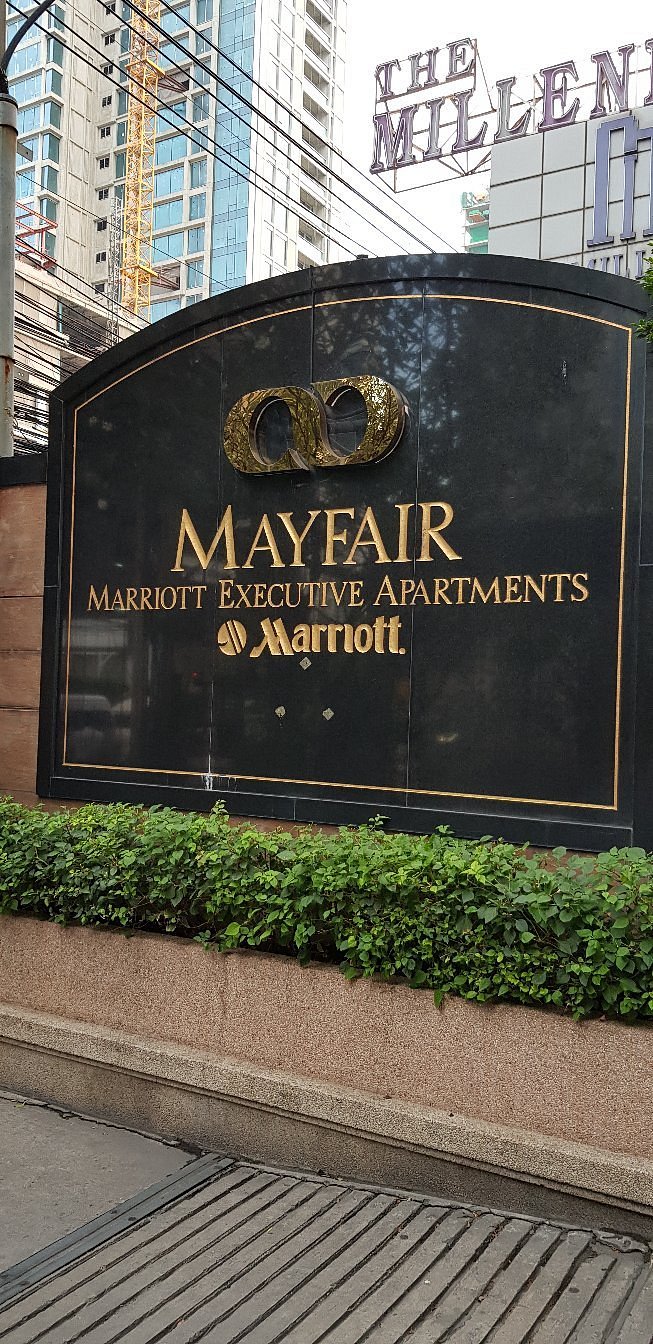 THE
MILLEN
MAYFAIR
MARRIOTT EXECUTIVE APARTMENTS
Marriott.